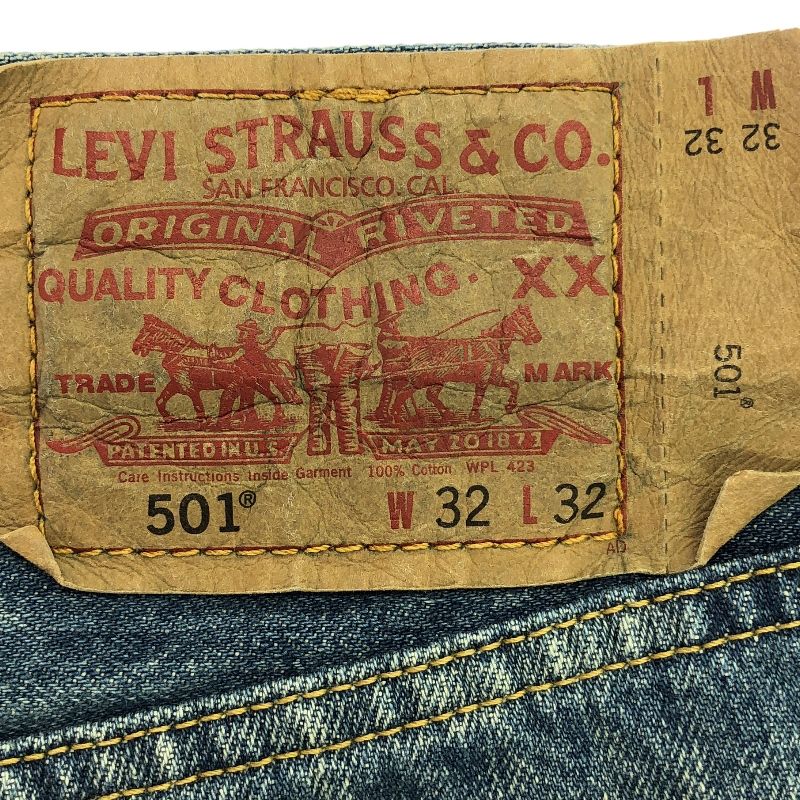 LEVI STRAUSS & CO.
SAN FRANCISCO. CAL.
ORIGINAL RIVETED
QUALITY CLOTHING. XX
TRADE MARK
PATENTED IN U.S. MAY 20 1873
Care Instructions Inside Garment 100% Cotton WPL 423
501® W 32 L 32
AD
W 32
L 32
501®